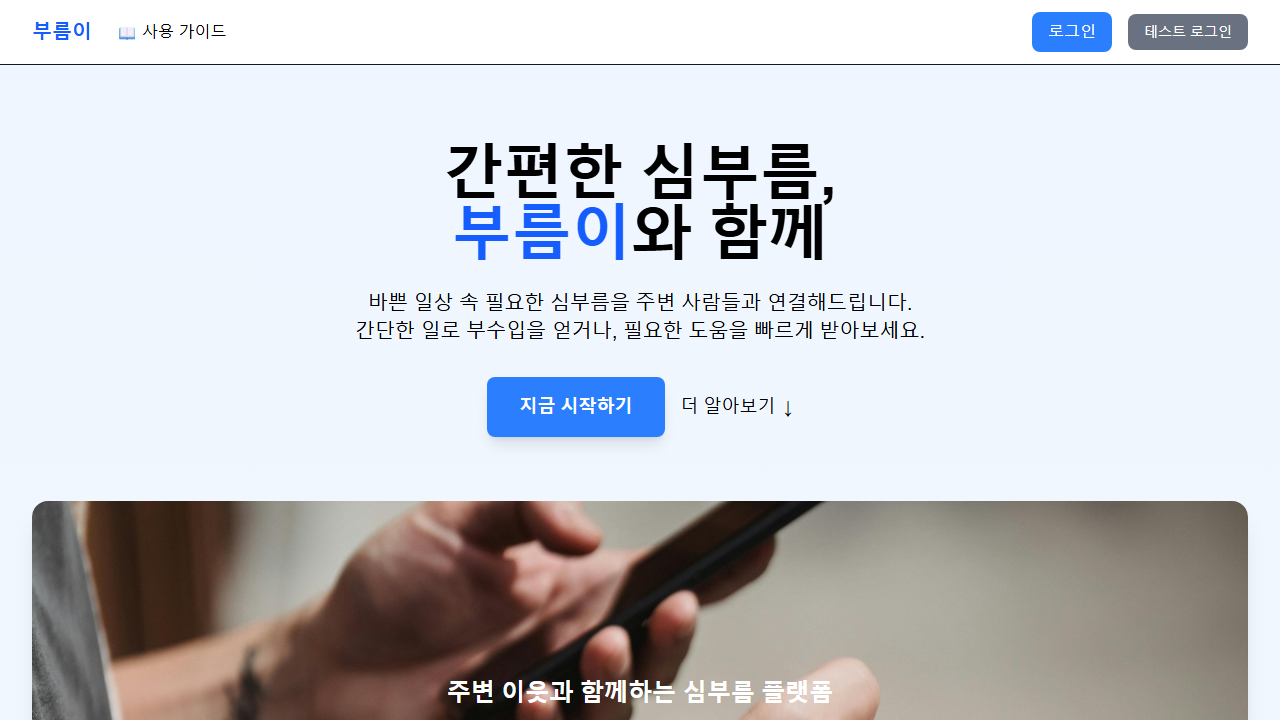 부름이
📖 사용 가이드
로그인
테스트 로그인
간편한 심부름,
부름이와 함께
바쁜 일상 속 필요한 심부름을 주변 사람들과 연결해드립니다.
간단한 일로 부수입을 얻거나, 필요한 도움을 빠르게 받아보세요.
지금 시작하기
더 알아보기 ↓
주변 이웃과 함께하는 심부름 플랫폼